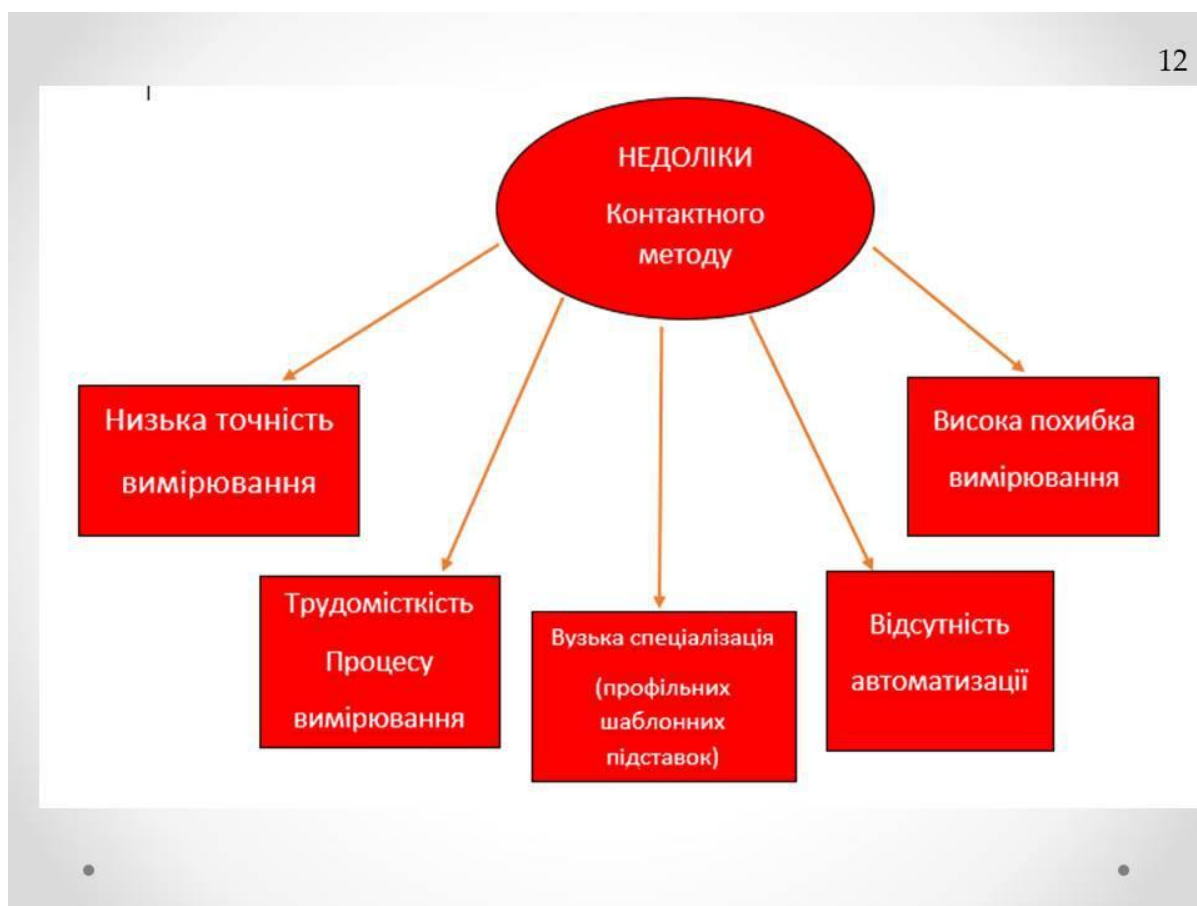 12
НЕДОЛІКИ
Контактного
методу
Низька точність
вимірювання
Трудомісткість
Процесу
вимірювання
Вузька спеціалізація
(профільних
шаблонних
підставок)
Відсутність
автоматизації
Висока похибка
вимірювання